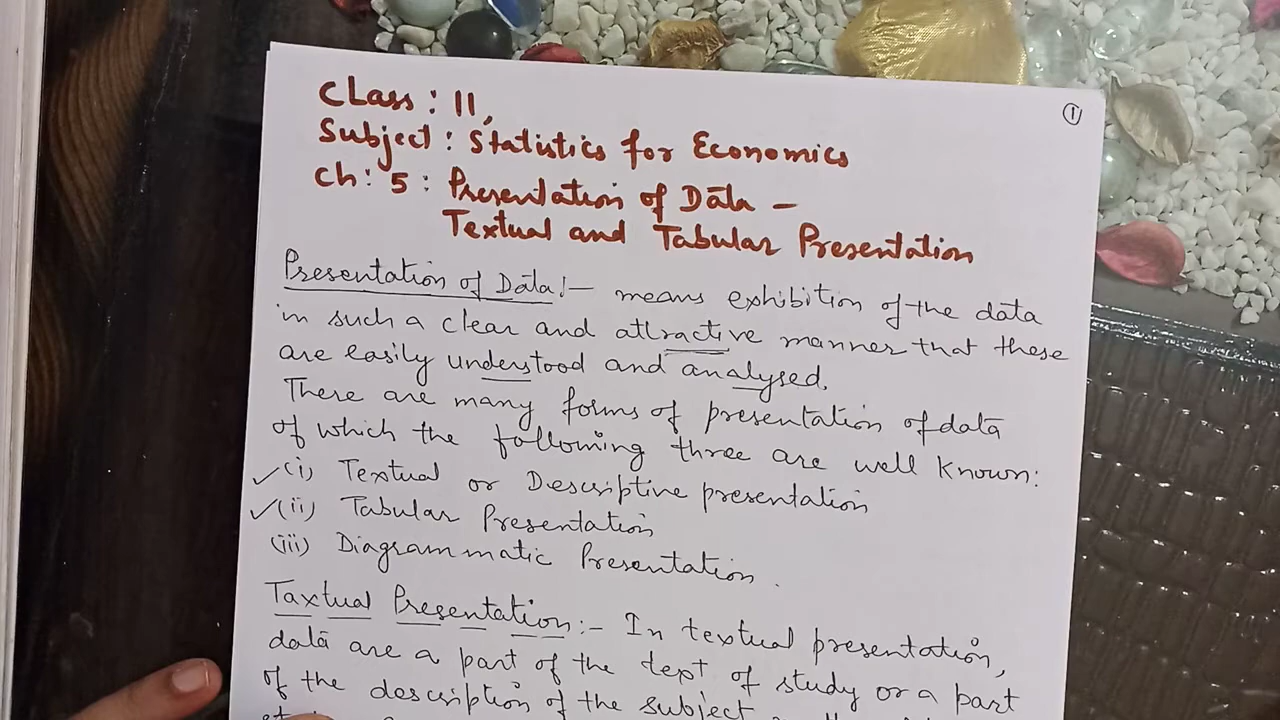 ①
Class : 11,
Subject : Statistics for Economics
Ch : 5 : Presentation of Data –
Textual and Tabular Presentation
Presentation of Data :- means exhibition of the data
in such a clear and attractive manner that these
are easily understood and analysed.
There are many forms of presentation of data
of which the following three are well known :
✓(i) Textual or Descriptive presentation
✓(ii) Tabular Presentation
(iii) Diagrammatic Presentation.
Taxtual Presentation :- In textual presentation,
data are a part of the text of study or a part
of the description of the subject